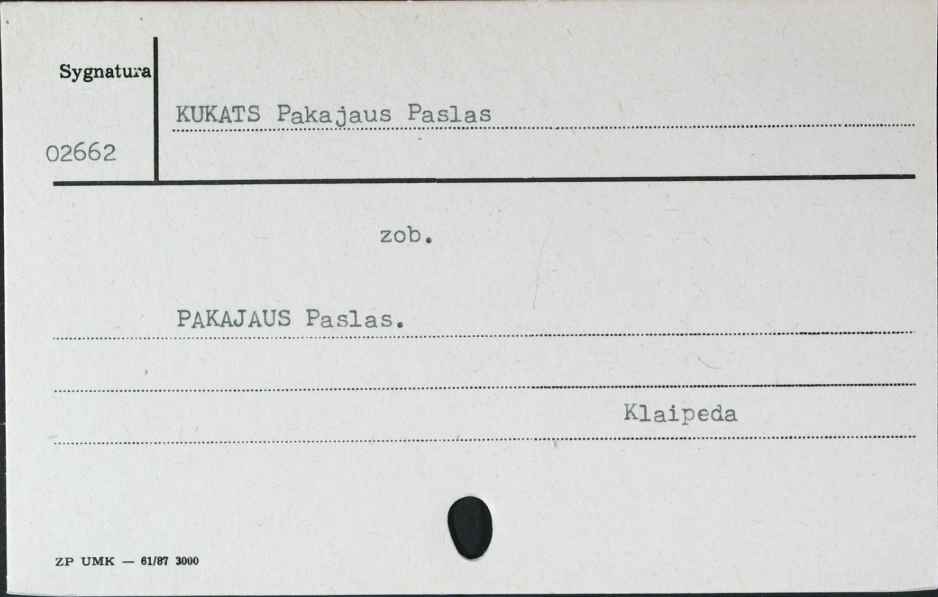 Sygnatura
KUKATS Pakajaus Paslas
02662
zob.
PAKAJAUS Paslas.
Klaipeda
ZP UMK — 61/87 3000